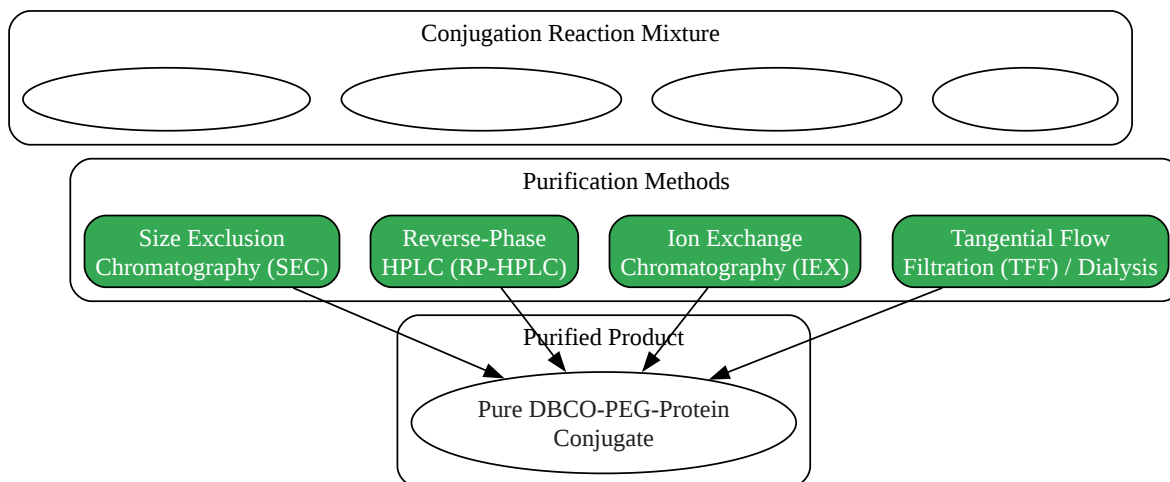 Conjugation Reaction Mixture
Purification Methods
Size Exclusion
Chromatography (SEC)
Reverse-Phase
HPLC (RP-HPLC)
Ion Exchange
Chromatography (IEX)
Tangential Flow
Filtration (TFF) / Dialysis
Purified Product
Pure DBCO-PEG-Protein
Conjugate